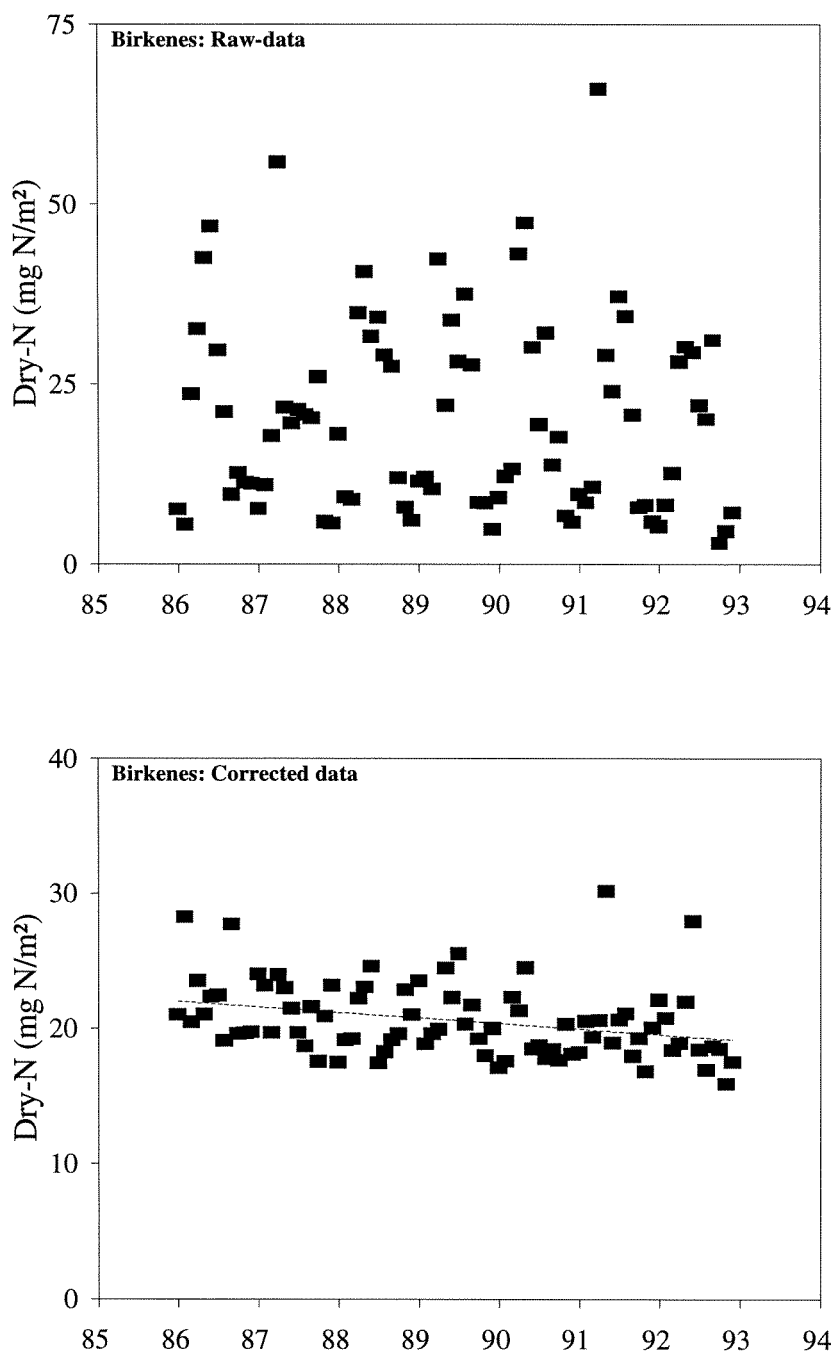 Birkenes: Raw-data
Dry-N (mg N/m²)
75
50
25
0
85 86 87 88 89 90 91 92 93 94
Birkenes: Corrected data
Dry-N (mg N/m²)
40
30
20
10
0
85 86 87 88 89 90 91 92 93 94